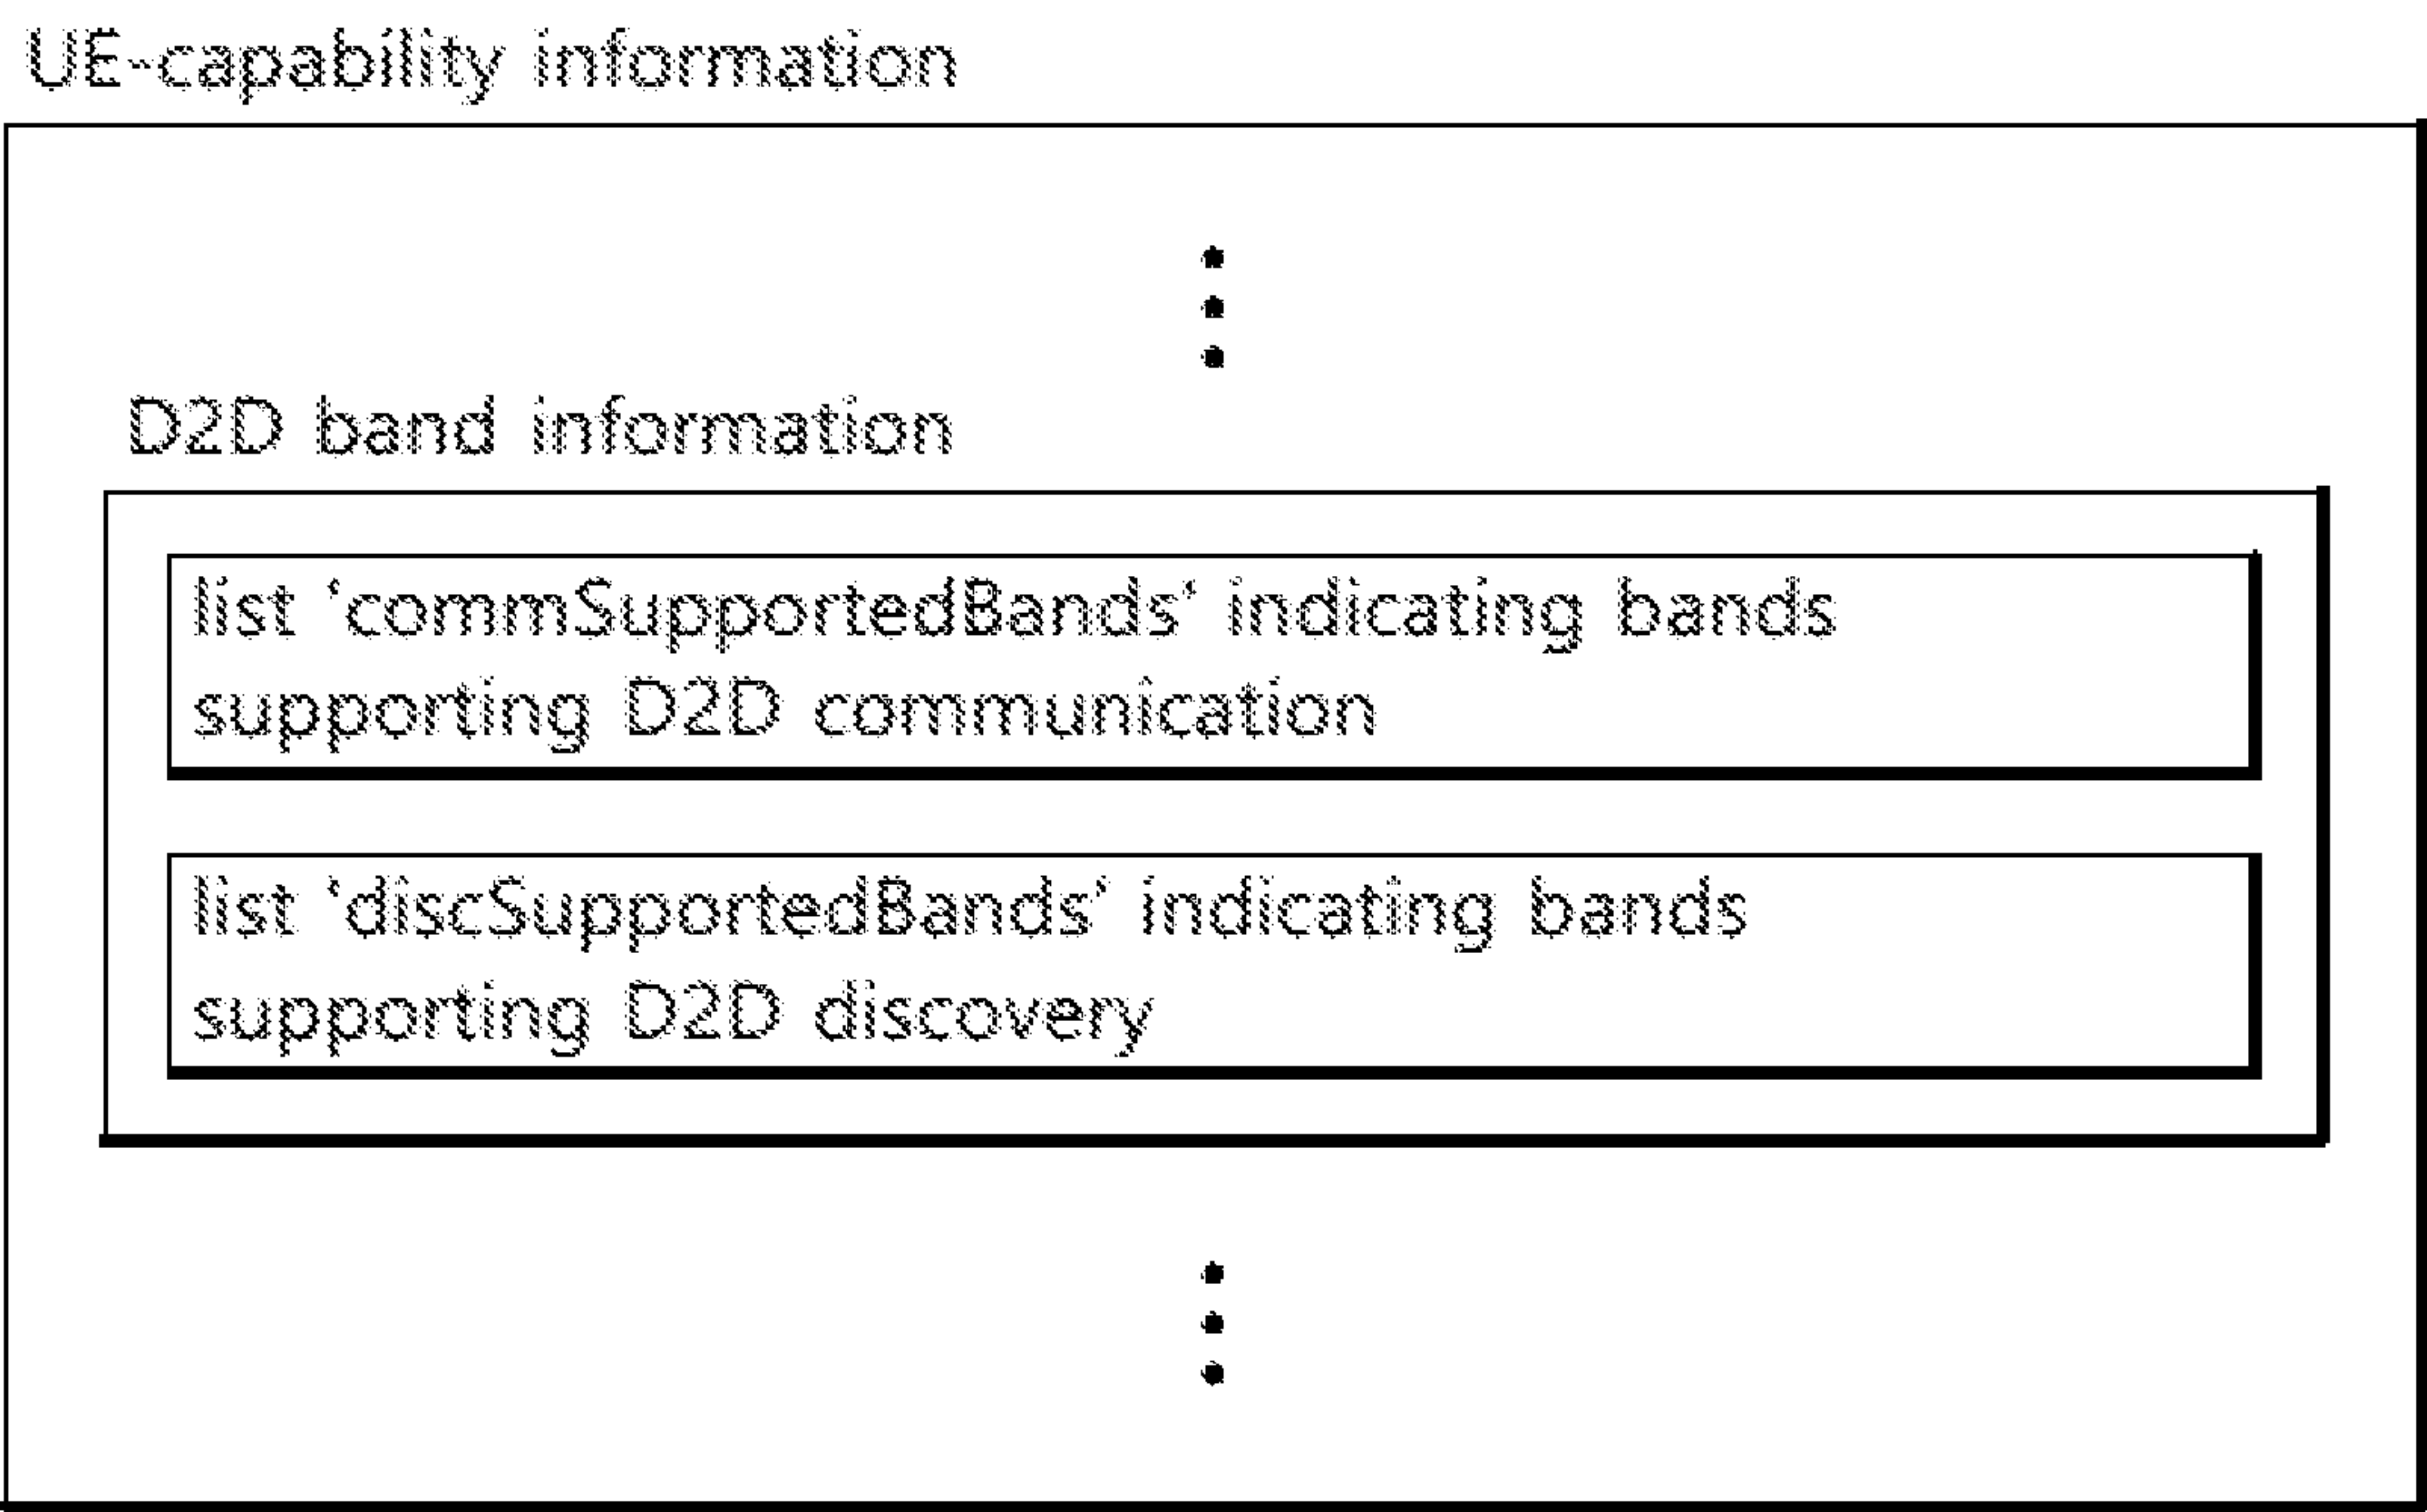 UE-capability information
D2D band information
list ‘commSupportedBands‘ indicating bands
supporting D2D communication
list ‘discSupportedBands’ indicating bands
supporting D2D discovery